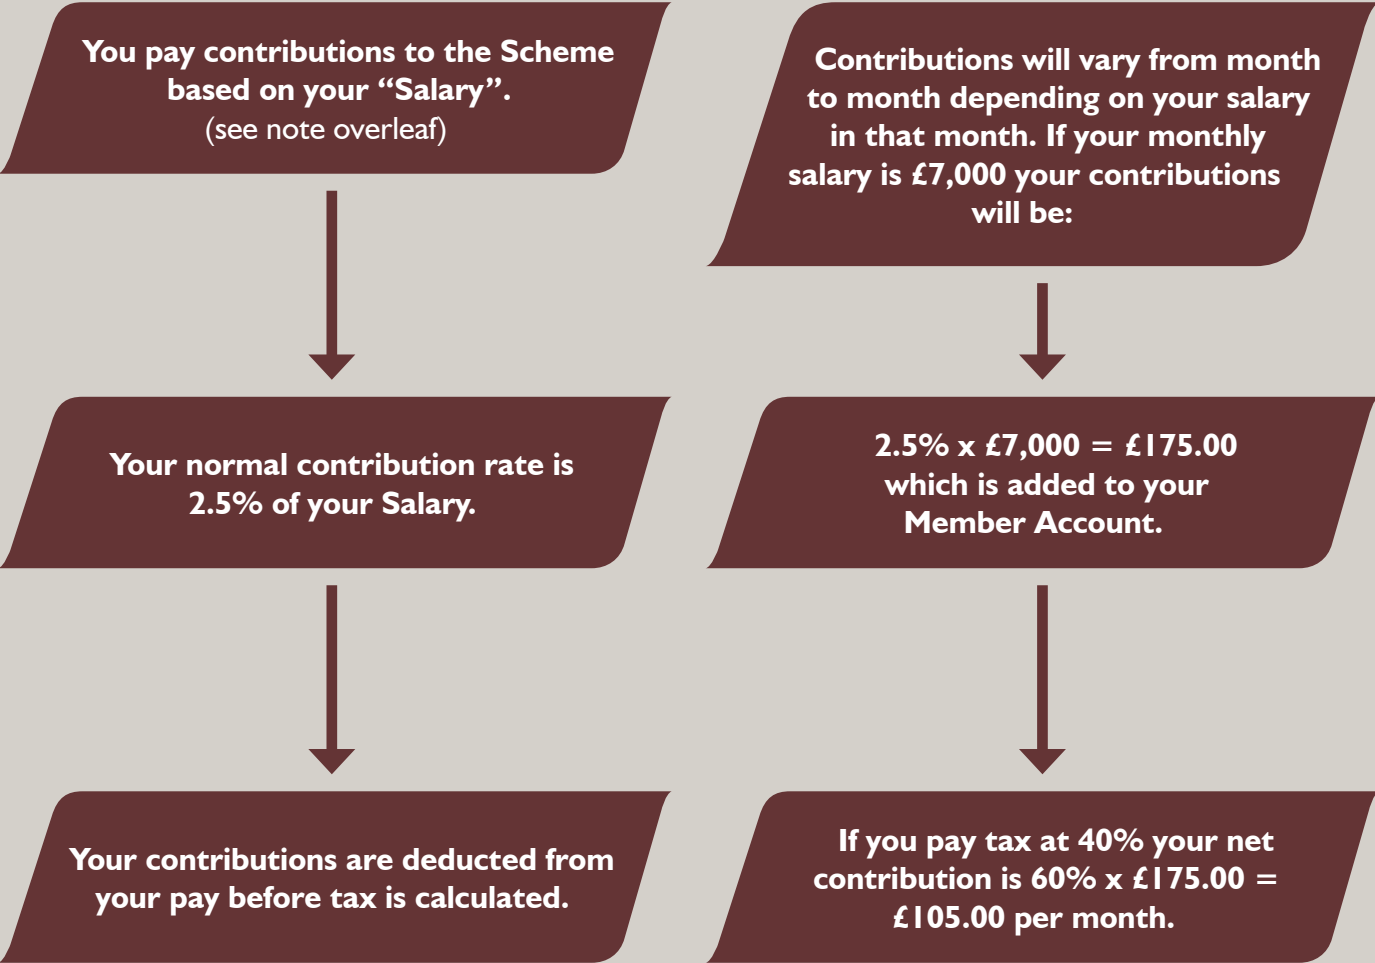 You pay contributions to the Scheme
based on your “Salary”.
(see note overleaf)
Your normal contribution rate is
2.5% of your Salary.
Your contributions are deducted from
your pay before tax is calculated.
Contributions will vary from month
to month depending on your salary
in that month. If your monthly
salary is £7,000 your contributions
will be:
2.5% x £7,000 = £175.00
which is added to your
Member Account.
If you pay tax at 40% your net
contribution is 60% x £175.00 =
£105.00 per month.